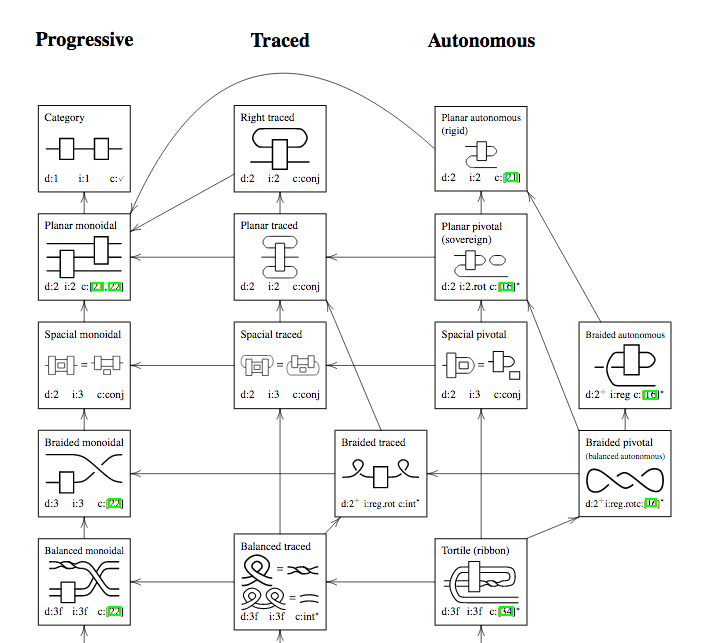 Progressive Traced Autonomous
Category
d:1 i:1 c:✓
Right traced
d:2 i:2 c:conj
Planar autonomous
(rigid)
d:2 i:2 c:[21]
Planar monoidal
d:2 i:2 c:[21, 22]
Planar traced
d:2 i:2 c:conj
Planar pivotal
(sovereign)
d:2 i:2.rot c:[16]*
Spacial monoidal
=
d:2 i:3 c:conj
Spacial traced
=
d:2 i:3 c:conj
Spacial pivotal
=
d:2 i:3 c:conj
Braided autonomous
d:2⁺ i:reg c:[16]*
Braided monoidal
d:3 i:3 c:[22]
Braided traced
d:2⁺ i:reg.rot c:int*
Braided pivotal
(balanced autonomous)
d:2⁺ i:reg.rot c:[16]*
Balanced monoidal
d:3f i:3f c:[22]
Balanced traced
=
=
d:3f i:3f c:int*
Tortile (ribbon)
d:3f i:3f c:[34]*